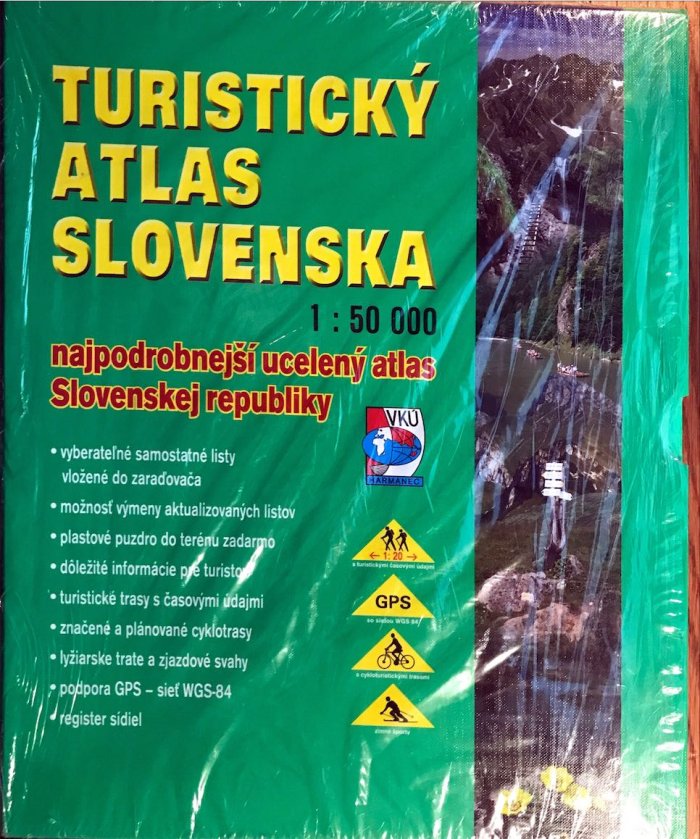 TURISTICKÝ
ATLAS
SLOVENSKA
1 : 50 000
najpodrobnejší ucelený atlas
Slovenskej republiky
VKÚ
HARMANEC
• vyberateľné samostatné listy
vložené do zaraďovača
• možnosť výmeny aktualizovaných listov
• plastové puzdro do terénu zadarmo
• dôležité informácie pre turistov
• turistické trasy s časovými údajmi
• značené a plánované cyklotrasy
• lyžiarske trate a zjazdové svahy
• podpora GPS – sieť WGS-84
• register sídiel
← 1: 20 →
s turistickými časovými údajmi
GPS
so sieťou WGS-84
s cykloturistickými trasami
zimné športy